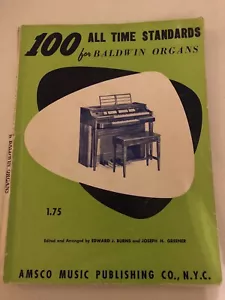 100 ALL TIME STANDARDS
for BALDWIN ORGANS
1.75
Edited and Arranged by EDWARD J. BURNS and JOSEPH M. GREENER
AMSCO MUSIC PUBLISHING CO., N.Y.C.